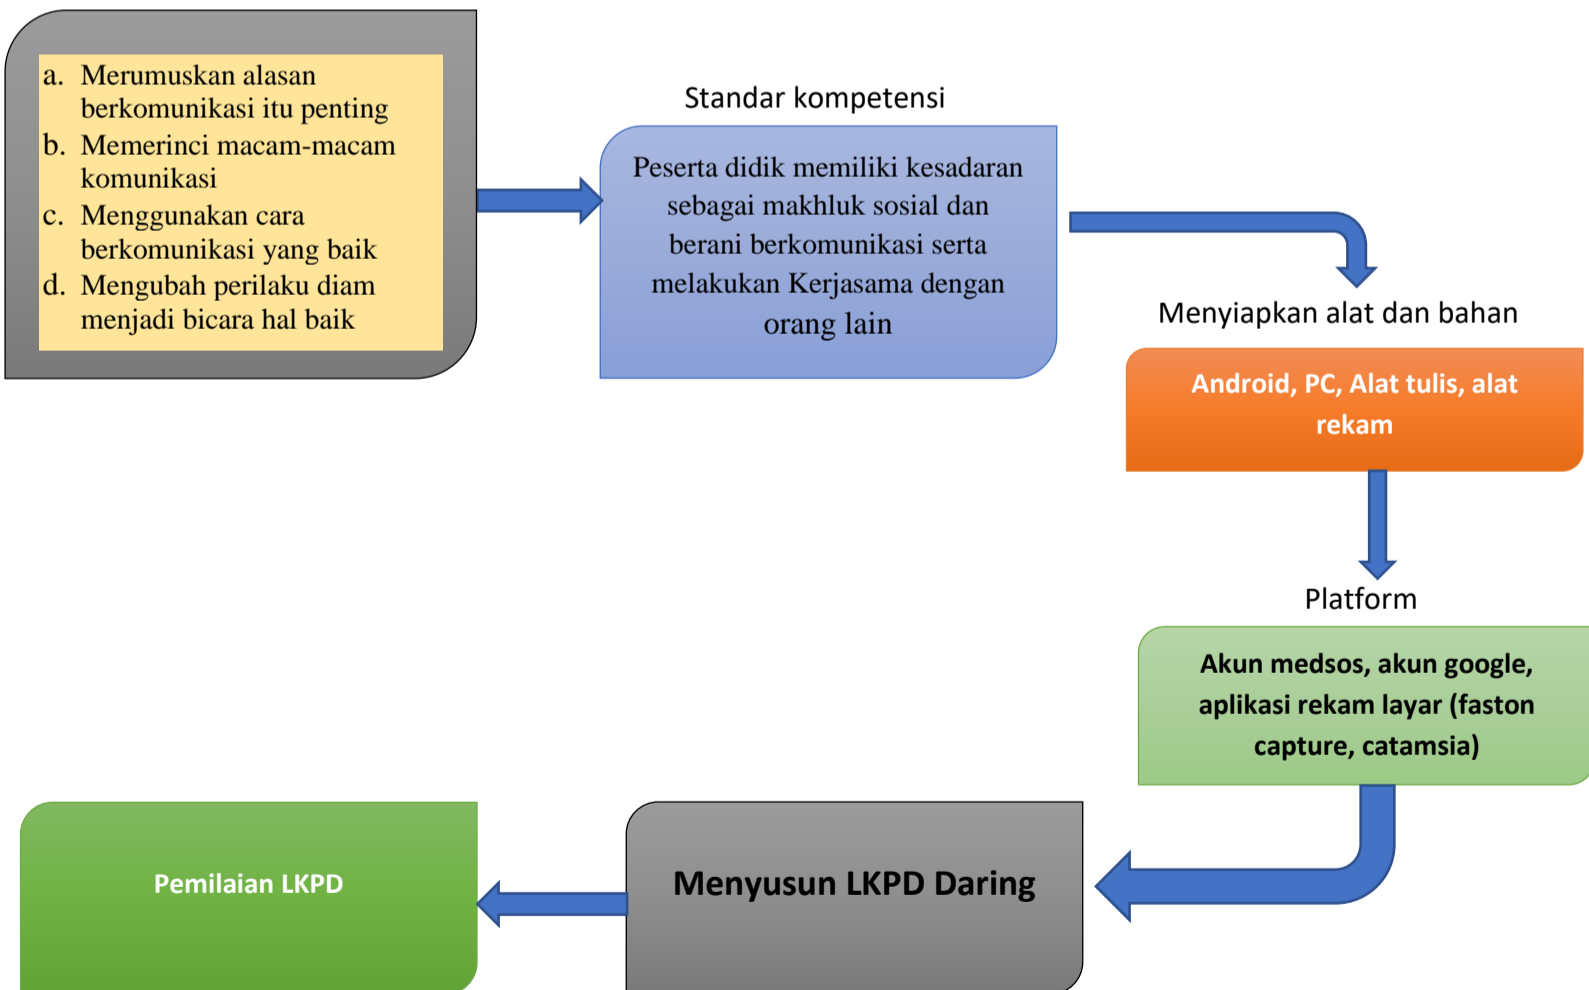 a. Merumuskan alasan
berkomunikasi itu penting
b. Memerinci macam-macam
komunikasi
c. Menggunakan cara
berkomunikasi yang baik
d. Mengubah perilaku diam
menjadi bicara hal baik
Standar kompetensi
Peserta didik memiliki kesadaran
sebagai makhluk sosial dan
berani berkomunikasi serta
melakukan Kerjasama dengan
orang lain
Menyiapkan alat dan bahan
Android, PC, Alat tulis, alat
rekam
Platform
Akun medsos, akun google,
aplikasi rekam layar (faston
capture, catamsia)
Menyusun LKPD Daring
Pemilaian LKPD